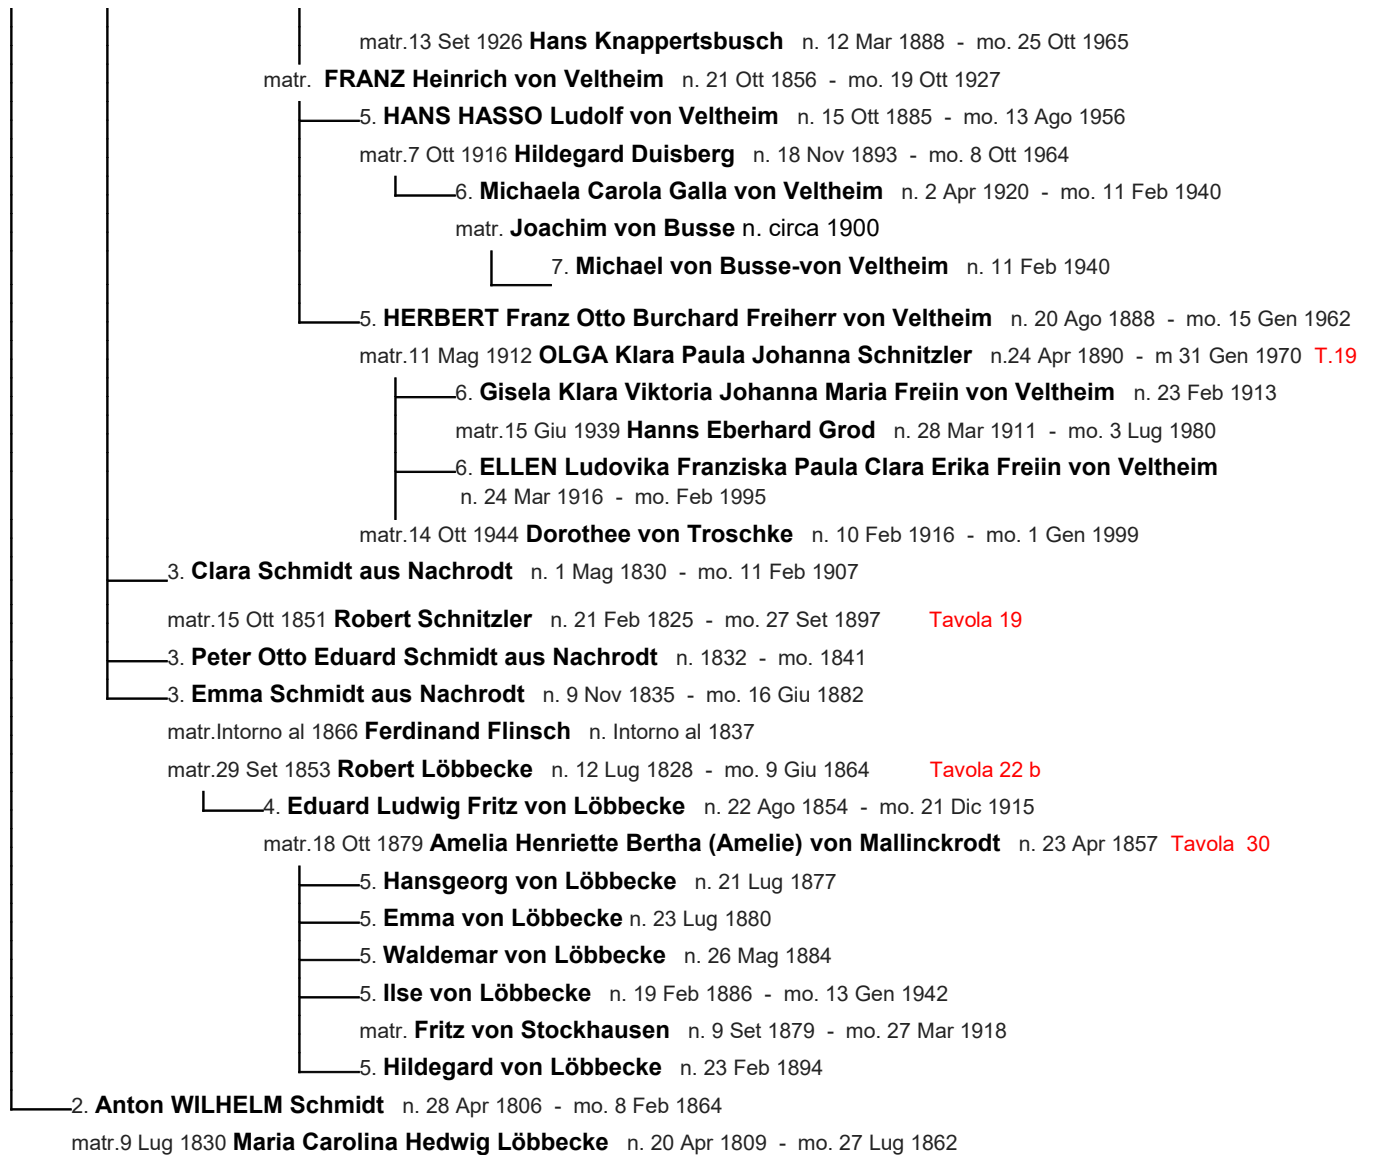 matr.13 Set 1926 Hans Knappertsbusch n. 12 Mar 1888 - mo. 25 Ott 1965
matr. FRANZ Heinrich von Veltheim n. 21 Ott 1856 - mo. 19 Ott 1927
5. HANS HASSO Ludolf von Veltheim n. 15 Ott 1885 - mo. 13 Ago 1956
matr.7 Ott 1916 Hildegard Duisberg n. 18 Nov 1893 - mo. 8 Ott 1964
6. Michaela Carola Galla von Veltheim n. 2 Apr 1920 - mo. 11 Feb 1940
matr. Joachim von Busse n. circa 1900
7. Michael von Busse-von Veltheim n. 11 Feb 1940
5. HERBERT Franz Otto Burchard Freiherr von Veltheim n. 20 Ago 1888 - mo. 15 Gen 1962
matr.11 Mag 1912 OLGA Klara Paula Johanna Schnitzler n.24 Apr 1890 - m 31 Gen 1970 T.19
6. Gisela Klara Viktoria Johanna Maria Freiin von Veltheim n. 23 Feb 1913
matr.15 Giu 1939 Hanns Eberhard Grod n. 28 Mar 1911 - mo. 3 Lug 1980
6. ELLEN Ludovika Franziska Paula Clara Erika Freiin von Veltheim
n. 24 Mar 1916 - mo. Feb 1995
matr.14 Ott 1944 Dorothee von Troschke n. 10 Feb 1916 - mo. 1 Gen 1999
3. Clara Schmidt aus Nachrodt n. 1 Mag 1830 - mo. 11 Feb 1907
matr.15 Ott 1851 Robert Schnitzler n. 21 Feb 1825 - mo. 27 Set 1897 Tavola 19
3. Peter Otto Eduard Schmidt aus Nachrodt n. 1832 - mo. 1841
3. Emma Schmidt aus Nachrodt n. 9 Nov 1835 - mo. 16 Giu 1882
matr.Intorno al 1866 Ferdinand Flinsch n. Intorno al 1837
matr.29 Set 1853 Robert Löbbecke n. 12 Lug 1828 - mo. 9 Giu 1864 Tavola 22 b
4. Eduard Ludwig Fritz von Löbbecke n. 22 Ago 1854 - mo. 21 Dic 1915
matr.18 Ott 1879 Amelia Henriette Bertha (Amelie) von Mallinckrodt n. 23 Apr 1857 Tavola 30
5. Hansgeorg von Löbbecke n. 21 Lug 1877
5. Emma von Löbbecke n. 23 Lug 1880
5. Waldemar von Löbbecke n. 26 Mag 1884
5. Ilse von Löbbecke n. 19 Feb 1886 - mo. 13 Gen 1942
matr. Fritz von Stockhausen n. 9 Set 1879 - mo. 27 Mar 1918
5. Hildegard von Löbbecke n. 23 Feb 1894
2. Anton WILHELM Schmidt n. 28 Apr 1806 - mo. 8 Feb 1864
matr.9 Lug 1830 Maria Carolina Hedwig Löbbecke n. 20 Apr 1809 - mo. 27 Lug 1862